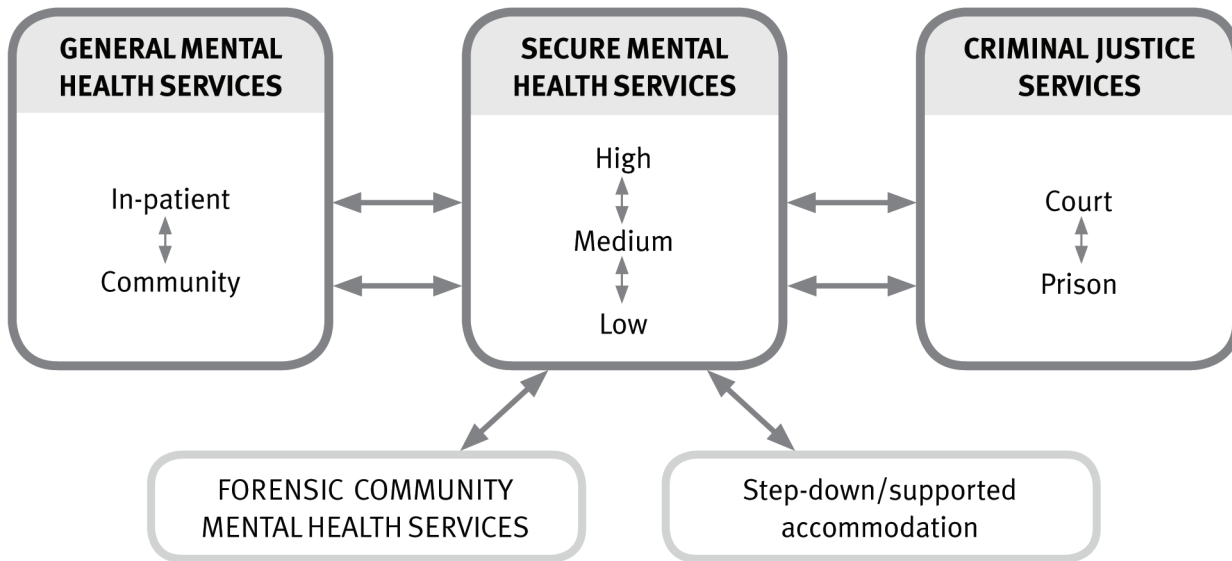 GENERAL MENTAL
HEALTH SERVICES
In-patient
Community
SECURE MENTAL
HEALTH SERVICES
High
Medium
Low
CRIMINAL JUSTICE
SERVICES
Court
Prison
FORENSIC COMMUNITY
MENTAL HEALTH SERVICES
Step-down/supported
accommodation